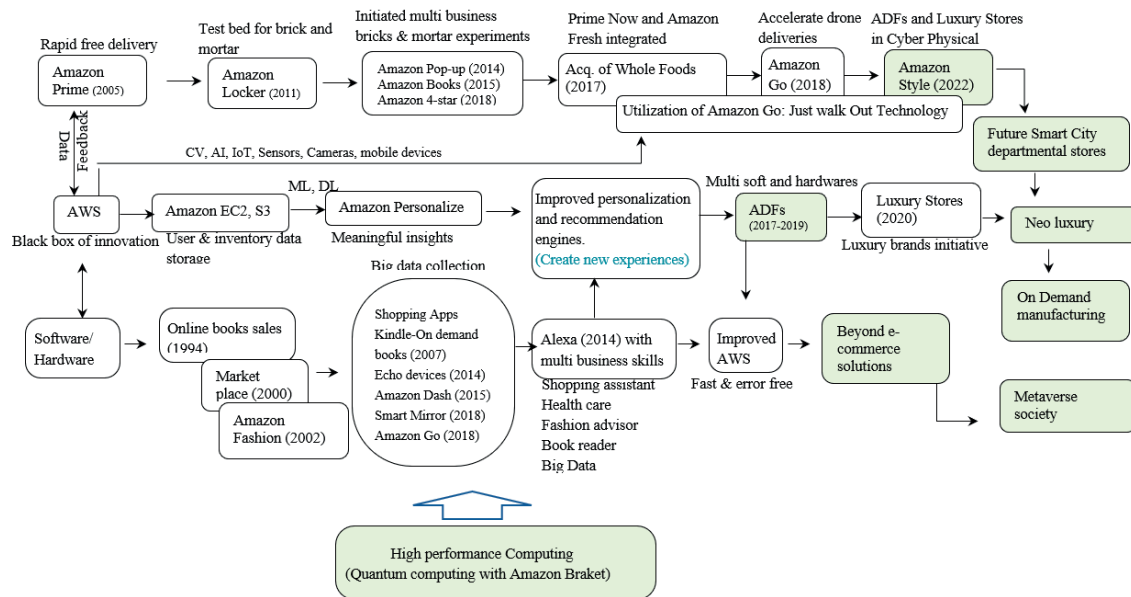 Rapid free delivery
Amazon
Prime (2005)
Test bed for brick and
mortar
Amazon
Locker (2011)
Initiated multi business
bricks & mortar experiments
Amazon Pop-up (2014)
Amazon Books (2015)
Amazon 4-star (2018)
Prime Now and Amazon
Fresh integrated
Acq. of Whole Foods
(2017)
Accelerate drone
deliveries
Amazon
Go (2018)
ADFs and Luxury Stores
in Cyber Physical
Amazon
Style (2022)
Utilization of Amazon Go: Just walk Out Technology
Future Smart City
departmental stores
Data
Feedback
CV, AI, IoT, Sensors, Cameras, mobile devices
AWS
Black box of innovation
Amazon EC2, S3
User & inventory data
storage
ML, DL
Amazon Personalize
Meaningful insights
Improved personalization
and recommendation
engines.
(Create new experiences)
Multi soft and hardwares
ADFs
(2017-2019)
Luxury Stores
(2020)
Luxury brands initiative
Neo luxury
On Demand
manufacturing
Software/
Hardware
Online books sales
(1994)
Market
place (2000)
Amazon
Fashion (2002)
Big data collection
Shopping Apps
Kindle-On demand
books (2007)
Echo devices (2014)
Amazon Dash (2015)
Smart Mirror (2018)
Amazon Go (2018)
Alexa (2014) with
multi business skills
Shopping assistant
Health care
Fashion advisor
Book reader
Big Data
Improved
AWS
Fast & error free
Beyond e-
commerce
solutions
Metaverse
society
High performance Computing
(Quantum computing with Amazon Braket)